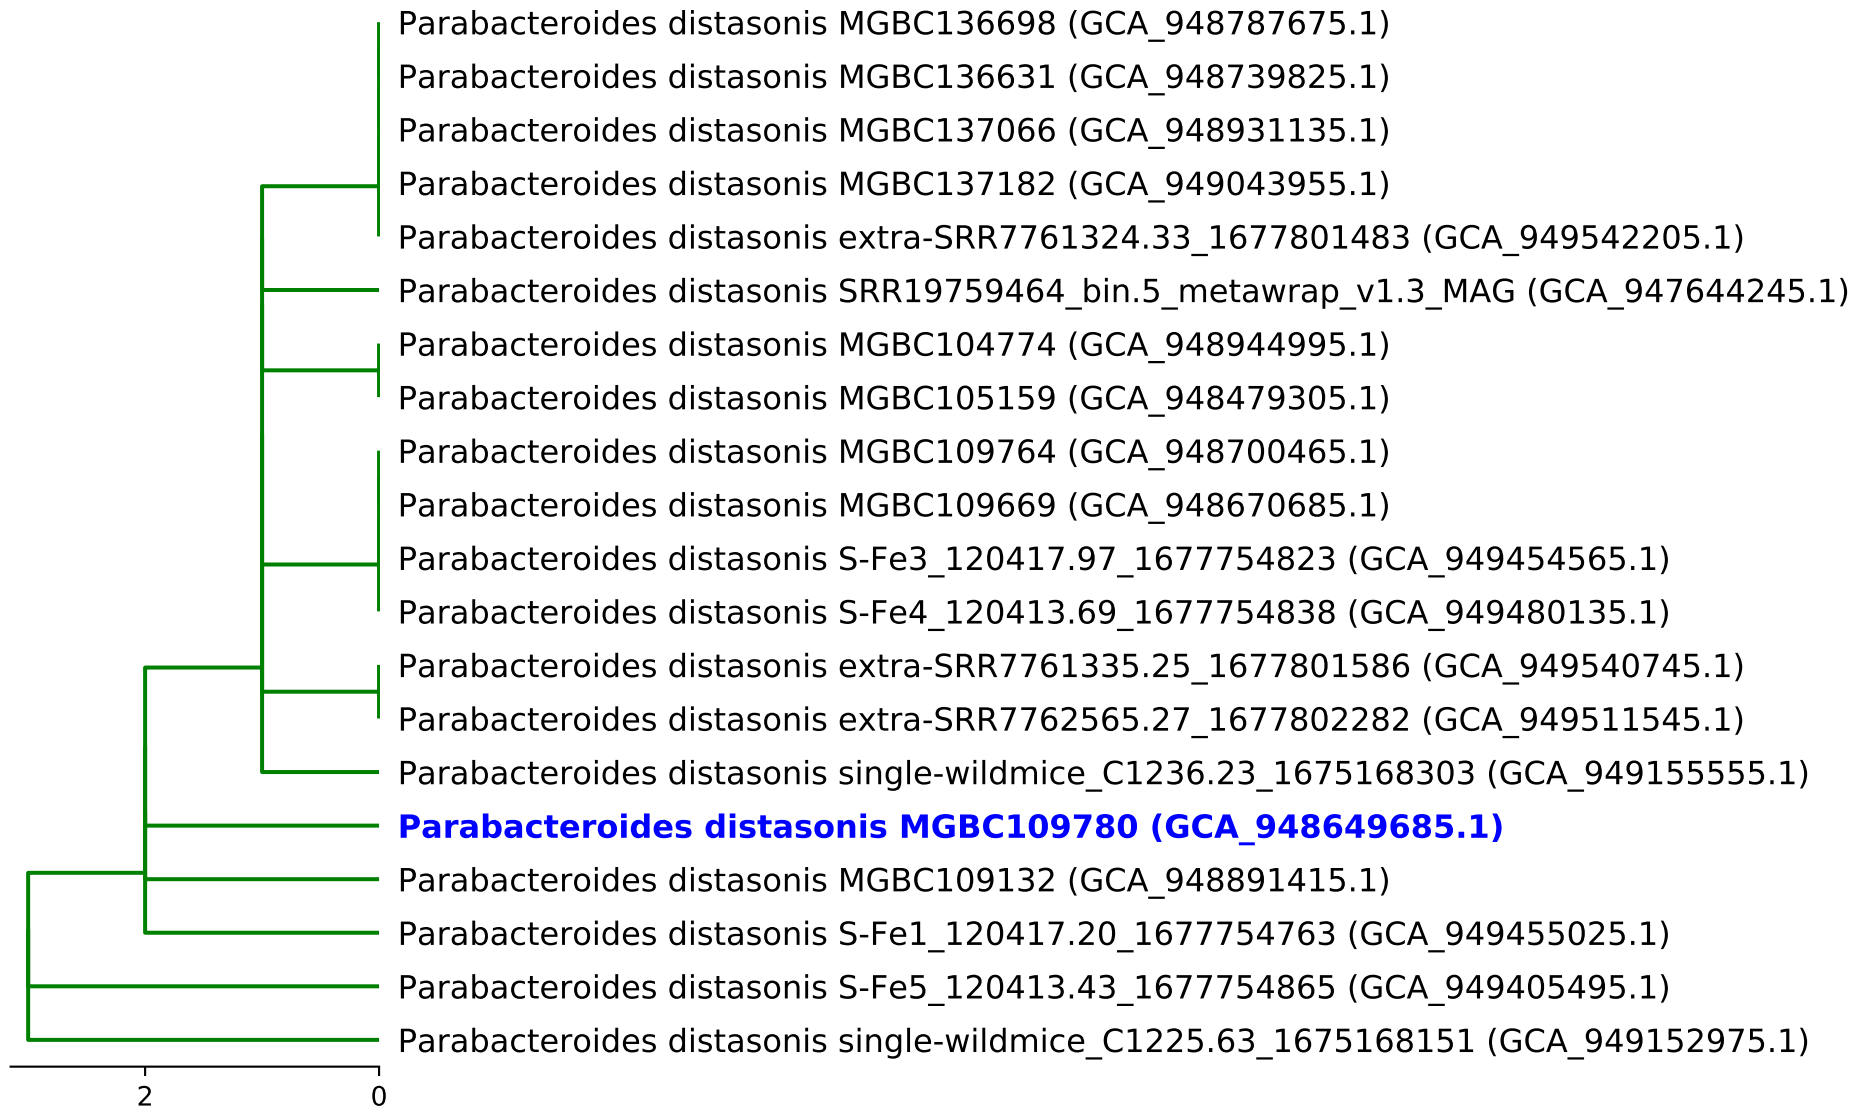 Parabacteroides distasonis MGBC136698 (GCA_948787675.1)
Parabacteroides distasonis MGBC136631 (GCA_948739825.1)
Parabacteroides distasonis MGBC137066 (GCA_948931135.1)
Parabacteroides distasonis MGBC137182 (GCA_949043955.1)
Parabacteroides distasonis extra-SRR7761324.33_1677801483 (GCA_949542205.1)
Parabacteroides distasonis SRR19759464_bin.5_metawrap_v1.3_MAG (GCA_947644245.1)
Parabacteroides distasonis MGBC104774 (GCA_948944995.1)
Parabacteroides distasonis MGBC105159 (GCA_948479305.1)
Parabacteroides distasonis MGBC109764 (GCA_948700465.1)
Parabacteroides distasonis MGBC109669 (GCA_948670685.1)
Parabacteroides distasonis S-Fe3_120417.97_1677754823 (GCA_949454565.1)
Parabacteroides distasonis S-Fe4_120413.69_1677754838 (GCA_949480135.1)
Parabacteroides distasonis extra-SRR7761335.25_1677801586 (GCA_949540745.1)
Parabacteroides distasonis extra-SRR7762565.27_1677802282 (GCA_949511545.1)
Parabacteroides distasonis single-wildmice_C1236.23_1675168303 (GCA_949155555.1)
Parabacteroides distasonis MGBC109780 (GCA_948649685.1)
Parabacteroides distasonis MGBC109132 (GCA_948891415.1)
Parabacteroides distasonis S-Fe1_120417.20_1677754763 (GCA_949455025.1)
Parabacteroides distasonis S-Fe5_120413.43_1677754865 (GCA_949405495.1)
Parabacteroides distasonis single-wildmice_C1225.63_1675168151 (GCA_949152975.1)
2 0